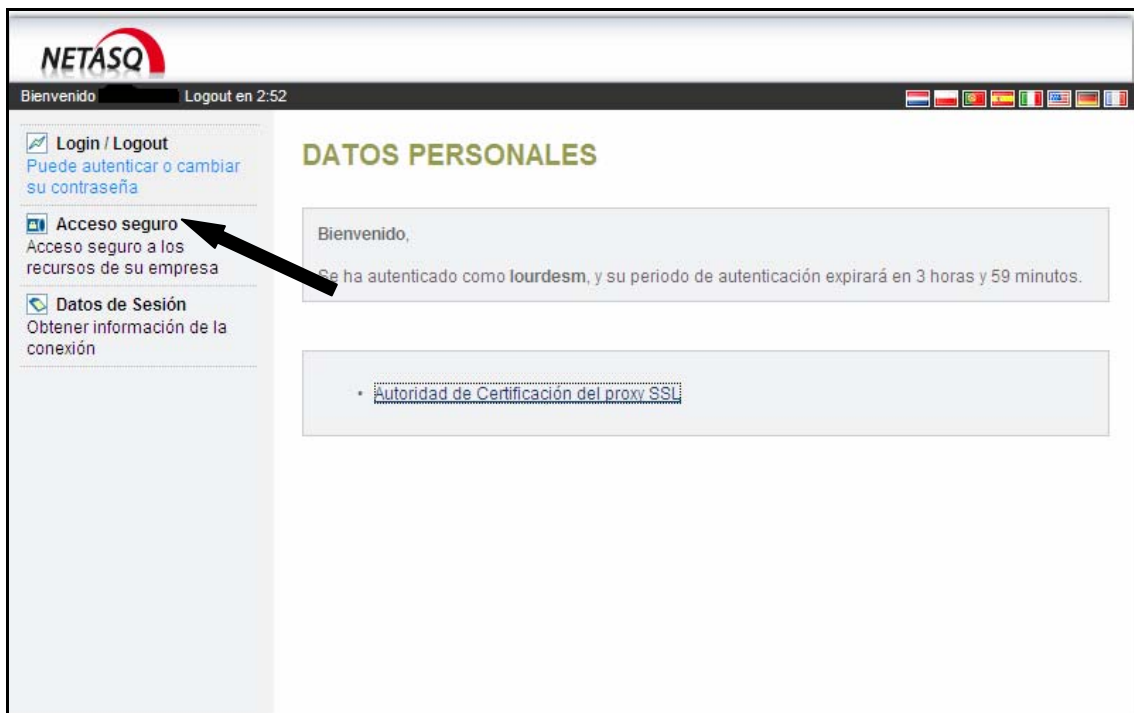 NETASQ
Bienvenido Logout en 2:52
Login / Logout
Puede autenticar o cambiar
su contraseña
Acceso seguro
Acceso seguro a los
recursos de su empresa
Datos de Sesión
Obtener información de la
conexión
DATOS PERSONALES
Bienvenido,
Se ha autenticado como lourdesm, y su periodo de autenticación expirará en 3 horas y 59 minutos.
• Autoridad de Certificación del proxy SSL